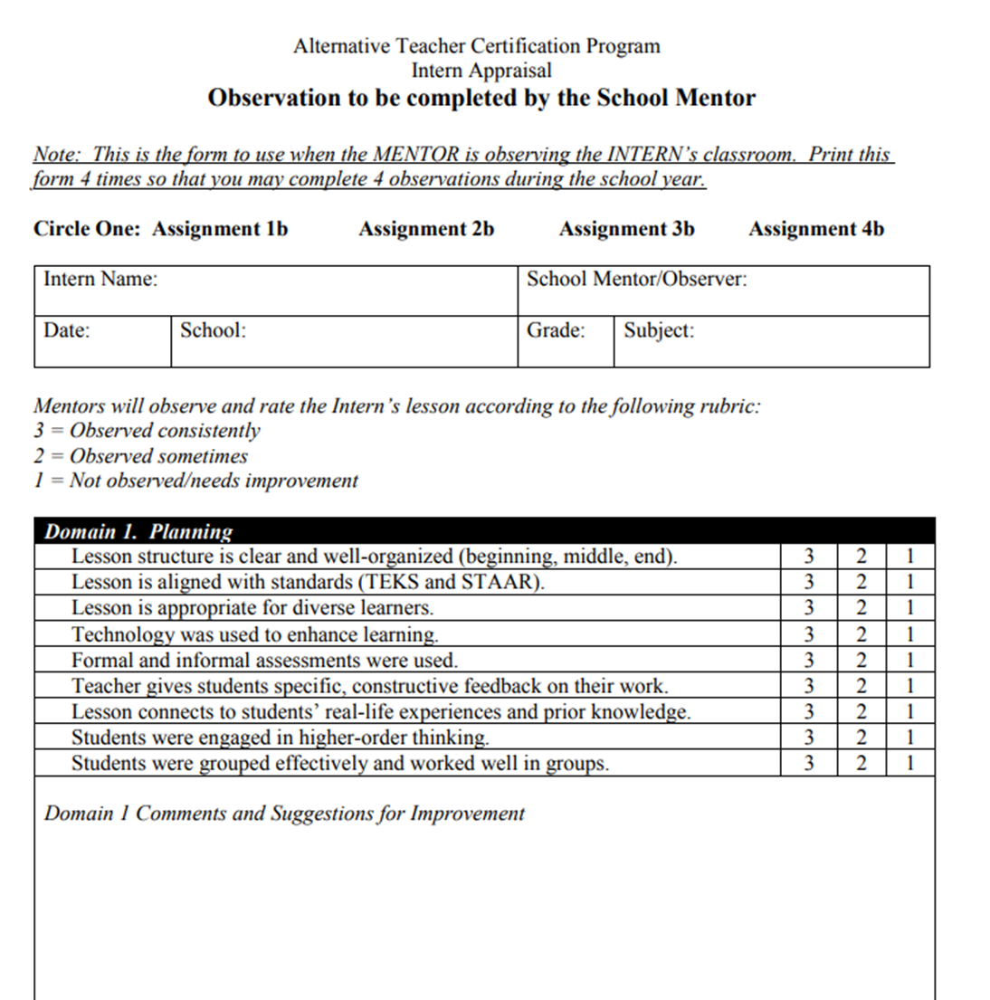 Alternative Teacher Certification Program
Intern Appraisal
Observation to be completed by the School Mentor
Note:  This is the form to use when the MENTOR is observing the INTERN’s classroom.  Print this
form 4 times so that you may complete 4 observations during the school year.
Circle One:  Assignment 1b  Assignment 2b  Assignment 3b  Assignment 4b
Intern Name:  School Mentor/Observer:
Date:  School:  Grade:  Subject:
Mentors will observe and rate the Intern’s lesson according to the following rubric:
3 = Observed consistently
2 = Observed sometimes
1 = Not observed/needs improvement
Domain 1.  Planning
Lesson structure is clear and well-organized (beginning, middle, end).  3  2  1
Lesson is aligned with standards (TEKS and STAAR).  3  2  1
Lesson is appropriate for diverse learners.  3  2  1
Technology was used to enhance learning.  3  2  1
Formal and informal assessments were used.  3  2  1
Teacher gives students specific, constructive feedback on their work.  3  2  1
Lesson connects to students’ real-life experiences and prior knowledge.  3  2  1
Students were engaged in higher-order thinking.  3  2  1
Students were grouped effectively and worked well in groups.  3  2  1
Domain 1 Comments and Suggestions for Improvement